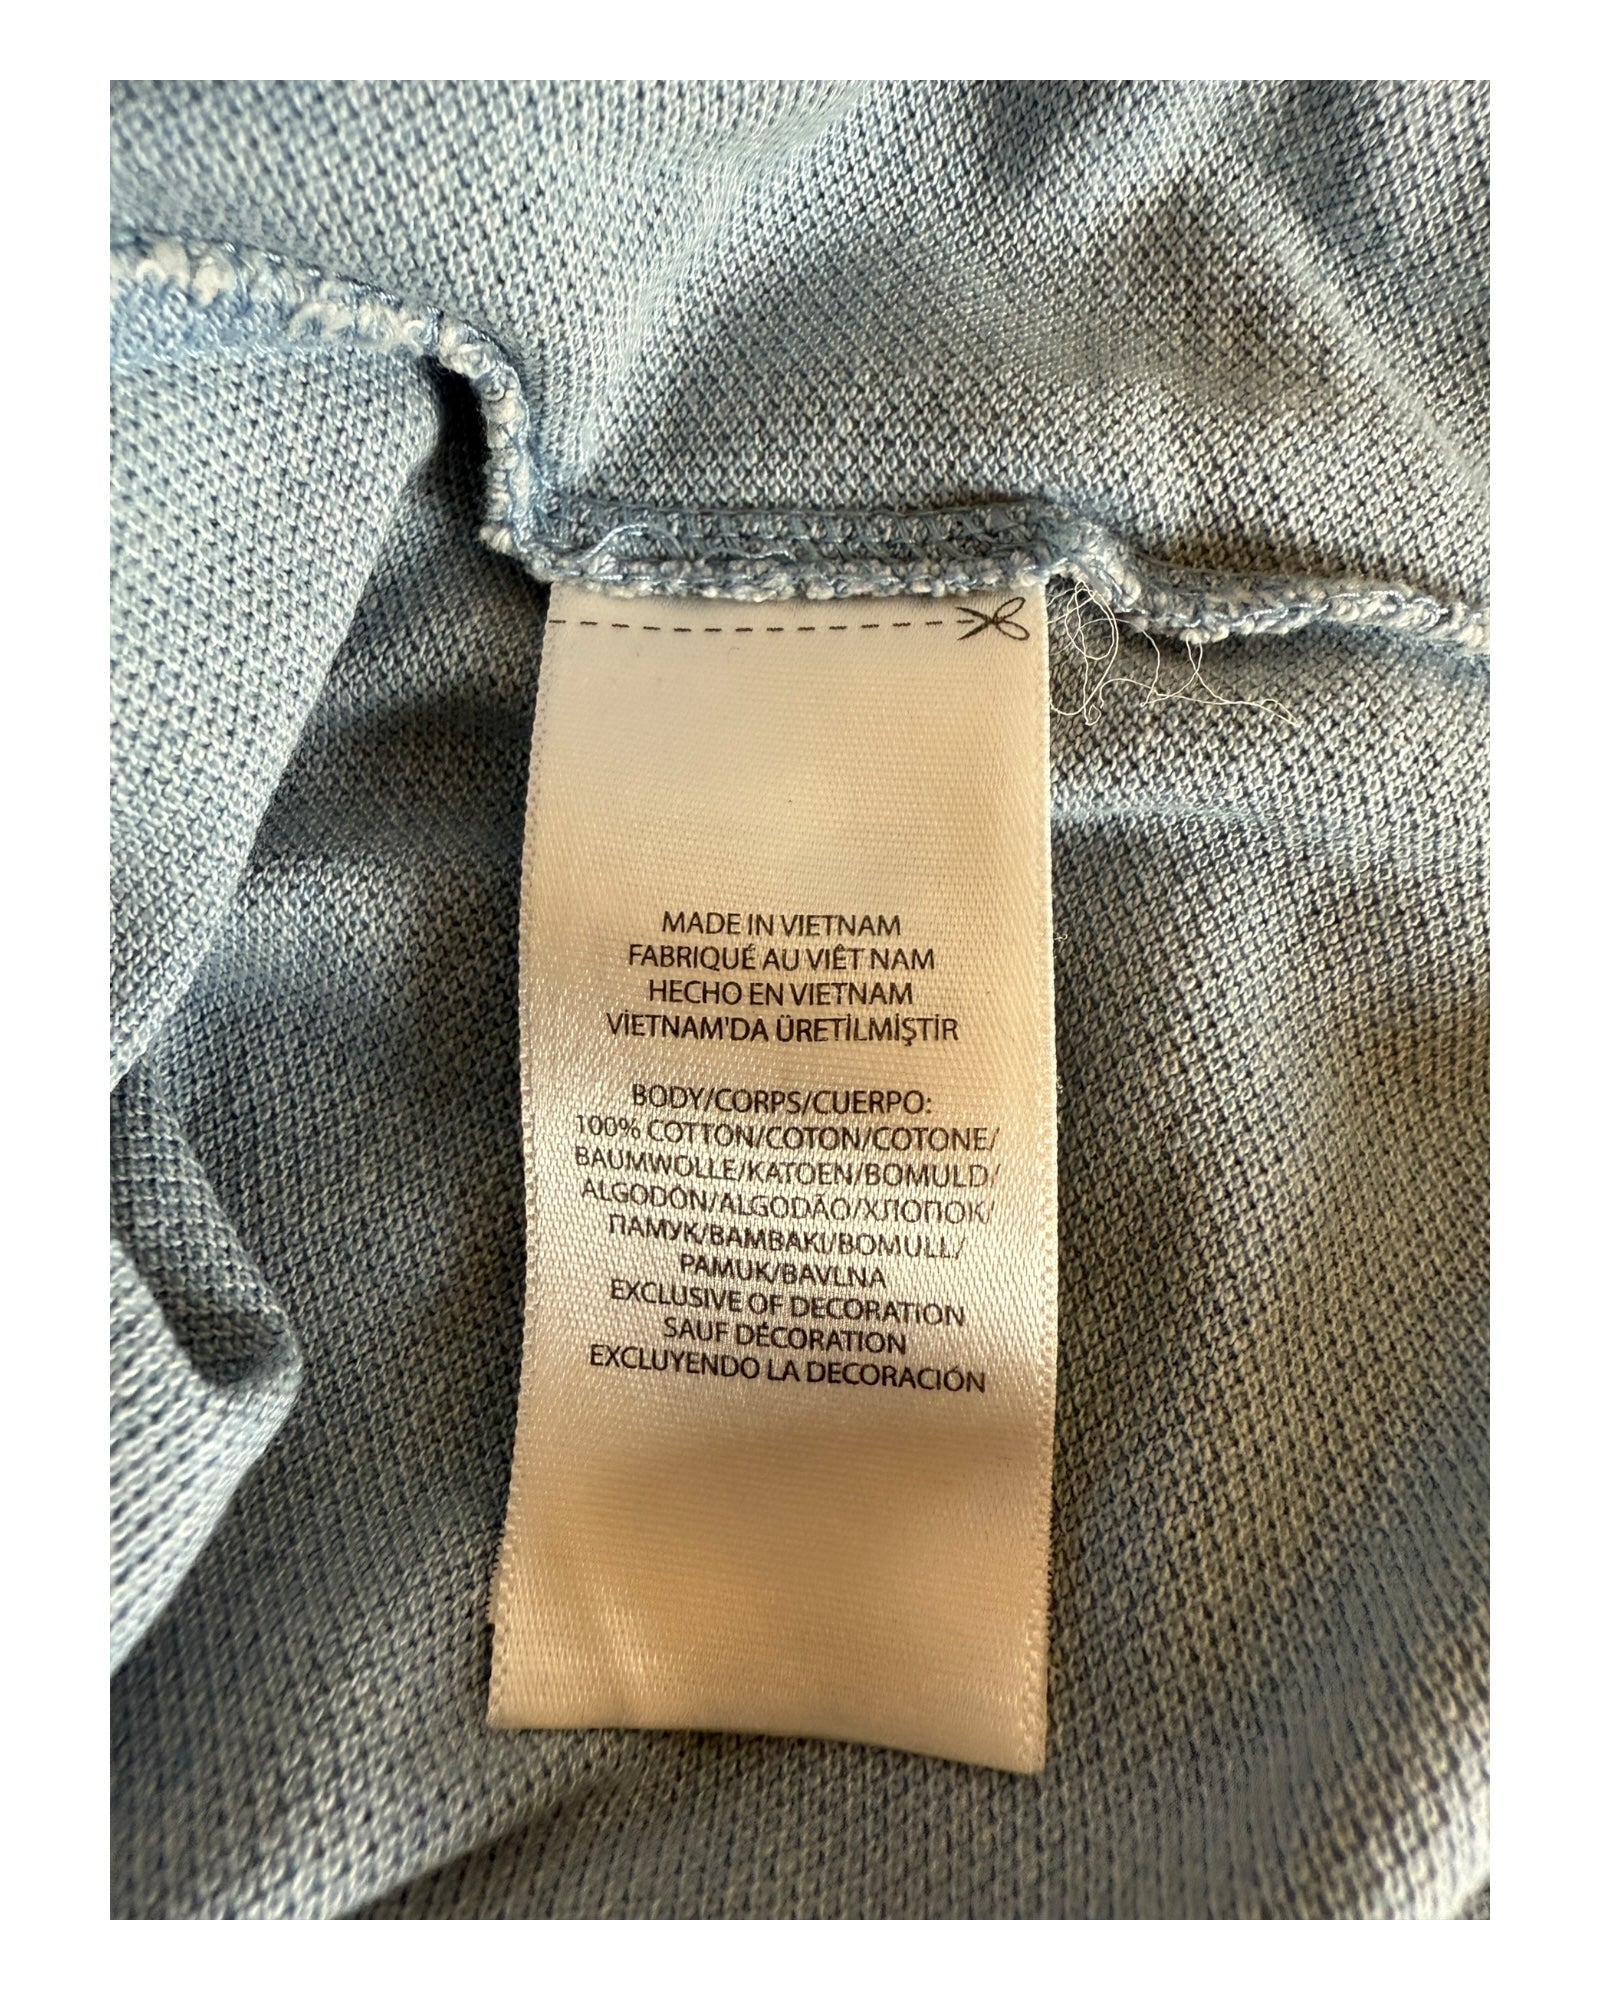 MADE IN VIETNAM
FABRIQUÉ AU VIÊT NAM
HECHO EN VIETNAM
VİETNAM'DA ÜRETİLMİŞTİR
BODY/CORPS/CUERPO:
100% COTTON/COTON/COTONE/
BAUMWOLLE/KATOEN/BOMULD/
ALGODÓN/ALGODÃO/ХЛОПОК/
ПАМУК/BAMBAKI/BOMULL/
PAMUK/BAVLNA
EXCLUSIVE OF DECORATION
SAUF DÉCORATION
EXCLUYENDO LA DECORACIÓN